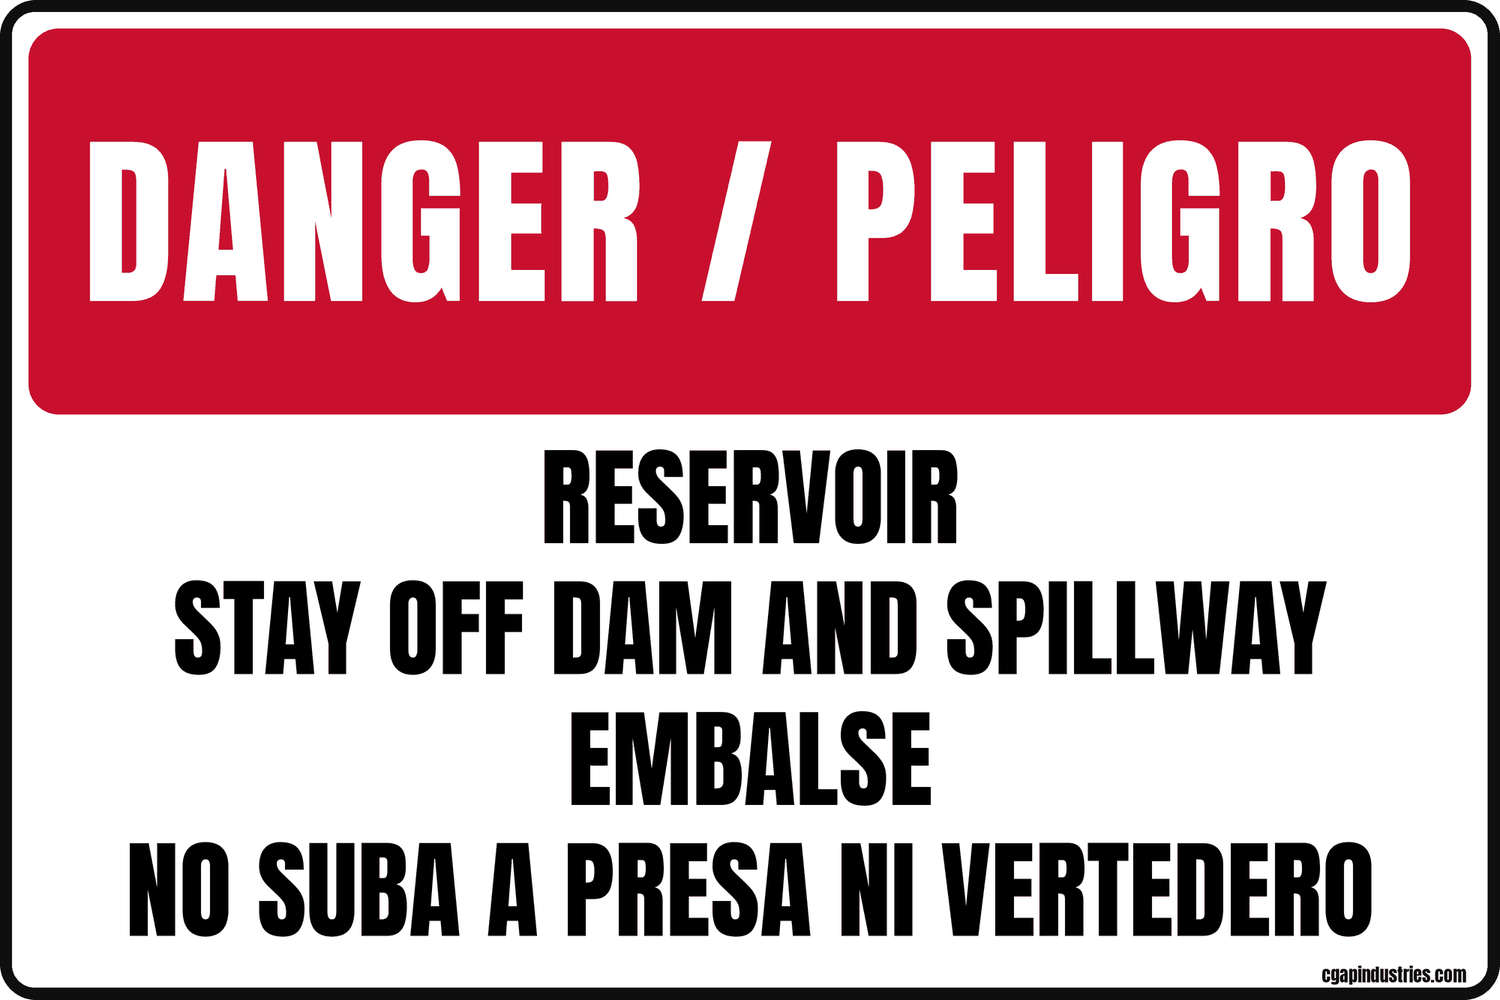 DANGER / PELIGRO
RESERVOIR
STAY OFF DAM AND SPILLWAY
EMBALSE
NO SUBA A PRESA NI VERTEDERO
cgapindustries.com